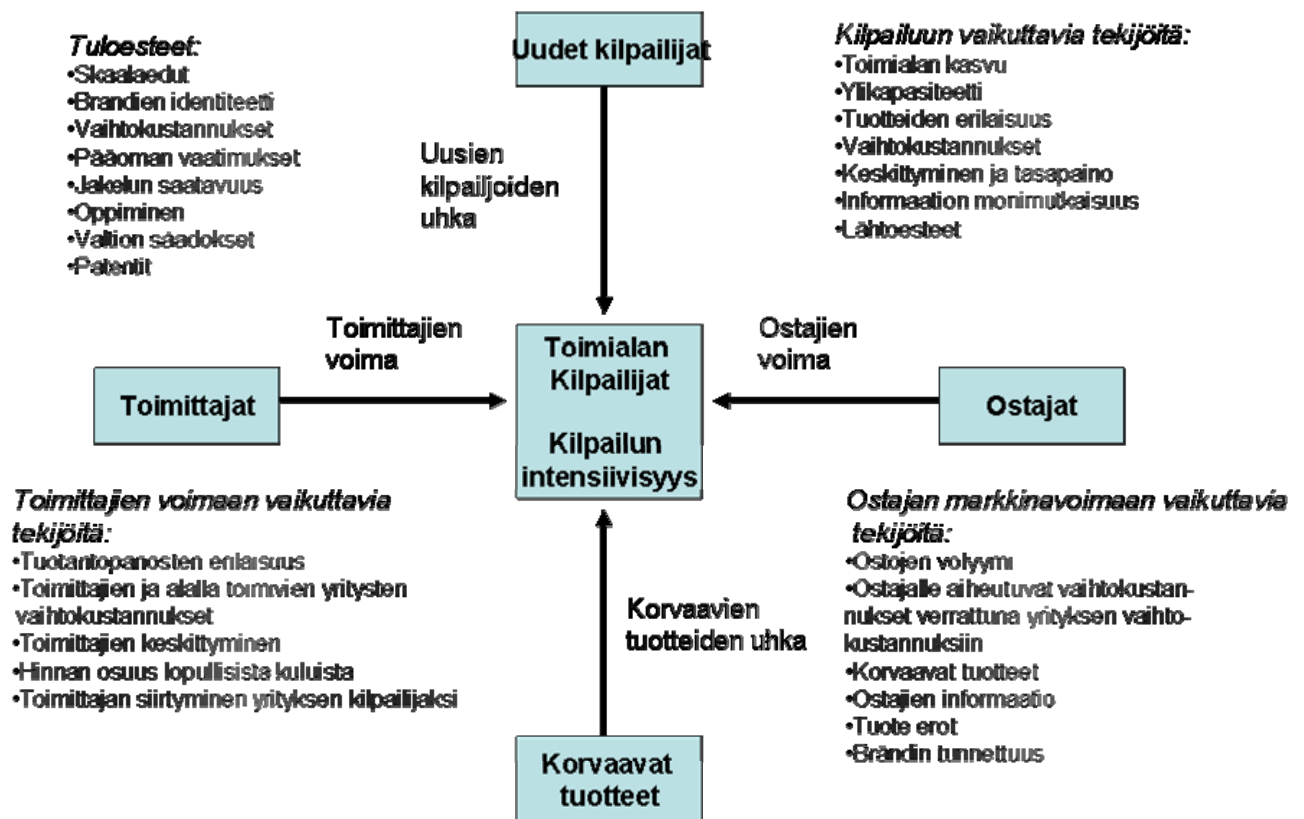 Uudet kilpailijat
Tuloesteet:
•Skaalaedut
•Brandien identiteetti
•Vaihtokustannukset
•Pääoman vaatimukset
•Jakelun saatavuus
•Oppiminen
•Valtion säädokset
•Patentit
Kilpailuun vaikuttavia tekijöitä:
•Toimialan kasvu
•Ylikapasiteetti
•Tuotteiden erilaisuus
•Vaihtokustannukset
•Keskittyminen ja tasapaino
•Informaation monimutkaisuus
•Lähtoesteet
Uusien
kilpailjoiden
uhka
Toimittajien
voima
Ostajien
voima
Toimittajat
Toimialan
Kilpailijat
Kilpailun
intensiivisyys
Ostajat
Toimittajien voimaan vaikuttavia
tekijöitä:
•Tuotantopanosten erilaisuus
•Toimittajien ja alalla toimivien yritysten
vaihtokustannukset
•Toimittajien keskittyminen
•Hinnan osuus lopullisista kuluista
•Toimittajan siirtyminen yrityksen kilpailijaksi
Korvaavien
tuotteiden uhka
Ostajan markkinavoimaan vaikuttavia
tekijöitä:
•Ostojen volyymi
•Ostajalle aiheutuvat vaihtokustan-
nukset verrattuna yrityksen vaihto-
kustannuksiin
•Korvaavat tuotteet
•Ostajien informaatio
•Tuote erot
•Brändin tunnettuus
Korvaavat
tuotteet